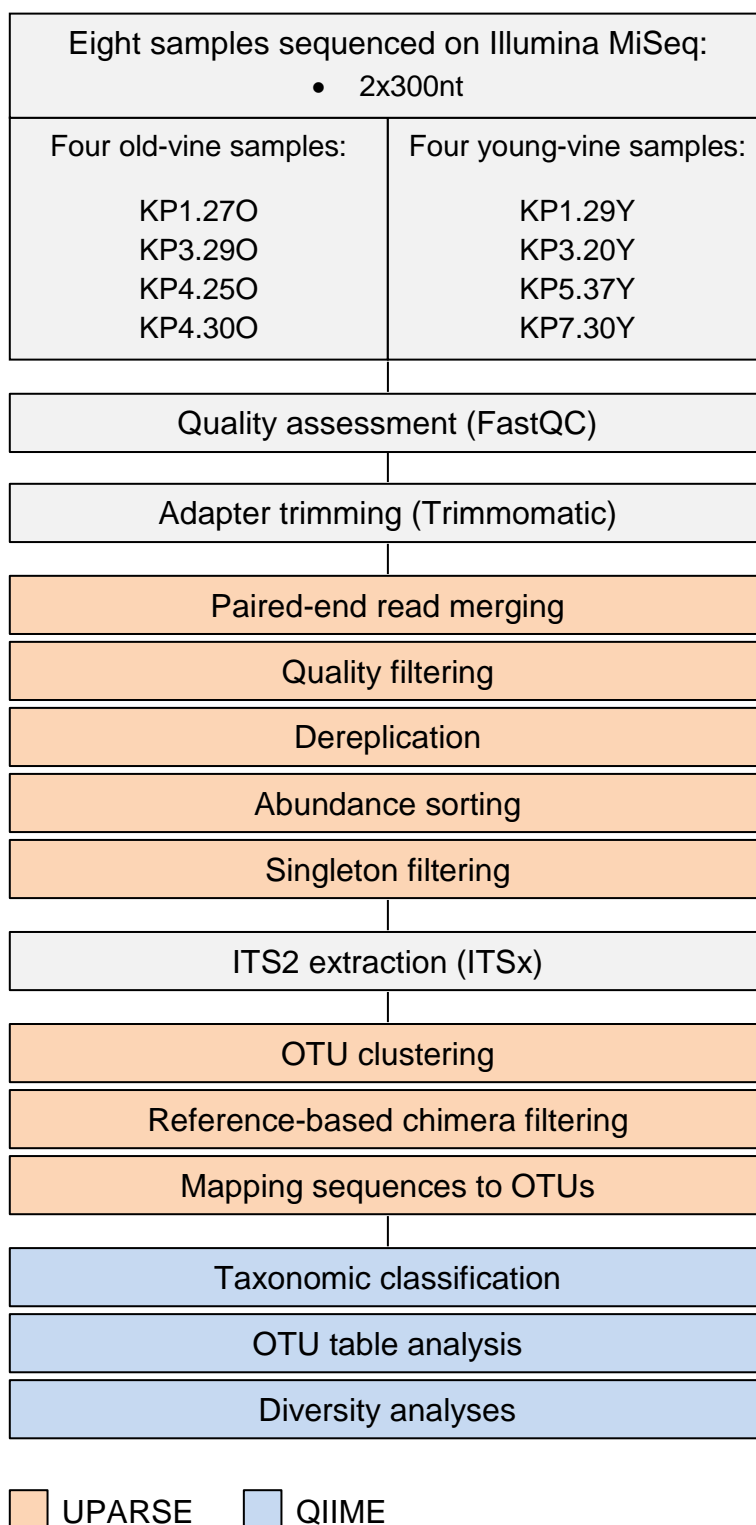 Eight samples sequenced on Illumina MiSeq:
• 2x300nt
Four old-vine samples:
KP1.27O
KP3.29O
KP4.25O
KP4.30O
Four young-vine samples:
KP1.29Y
KP3.20Y
KP5.37Y
KP7.30Y
Quality assessment (FastQC)
Adapter trimming (Trimmomatic)
Paired-end read merging
Quality filtering
Dereplication
Abundance sorting
Singleton filtering
ITS2 extraction (ITSx)
OTU clustering
Reference-based chimera filtering
Mapping sequences to OTUs
Taxonomic classification
OTU table analysis
Diversity analyses
UPARSE
QIIME